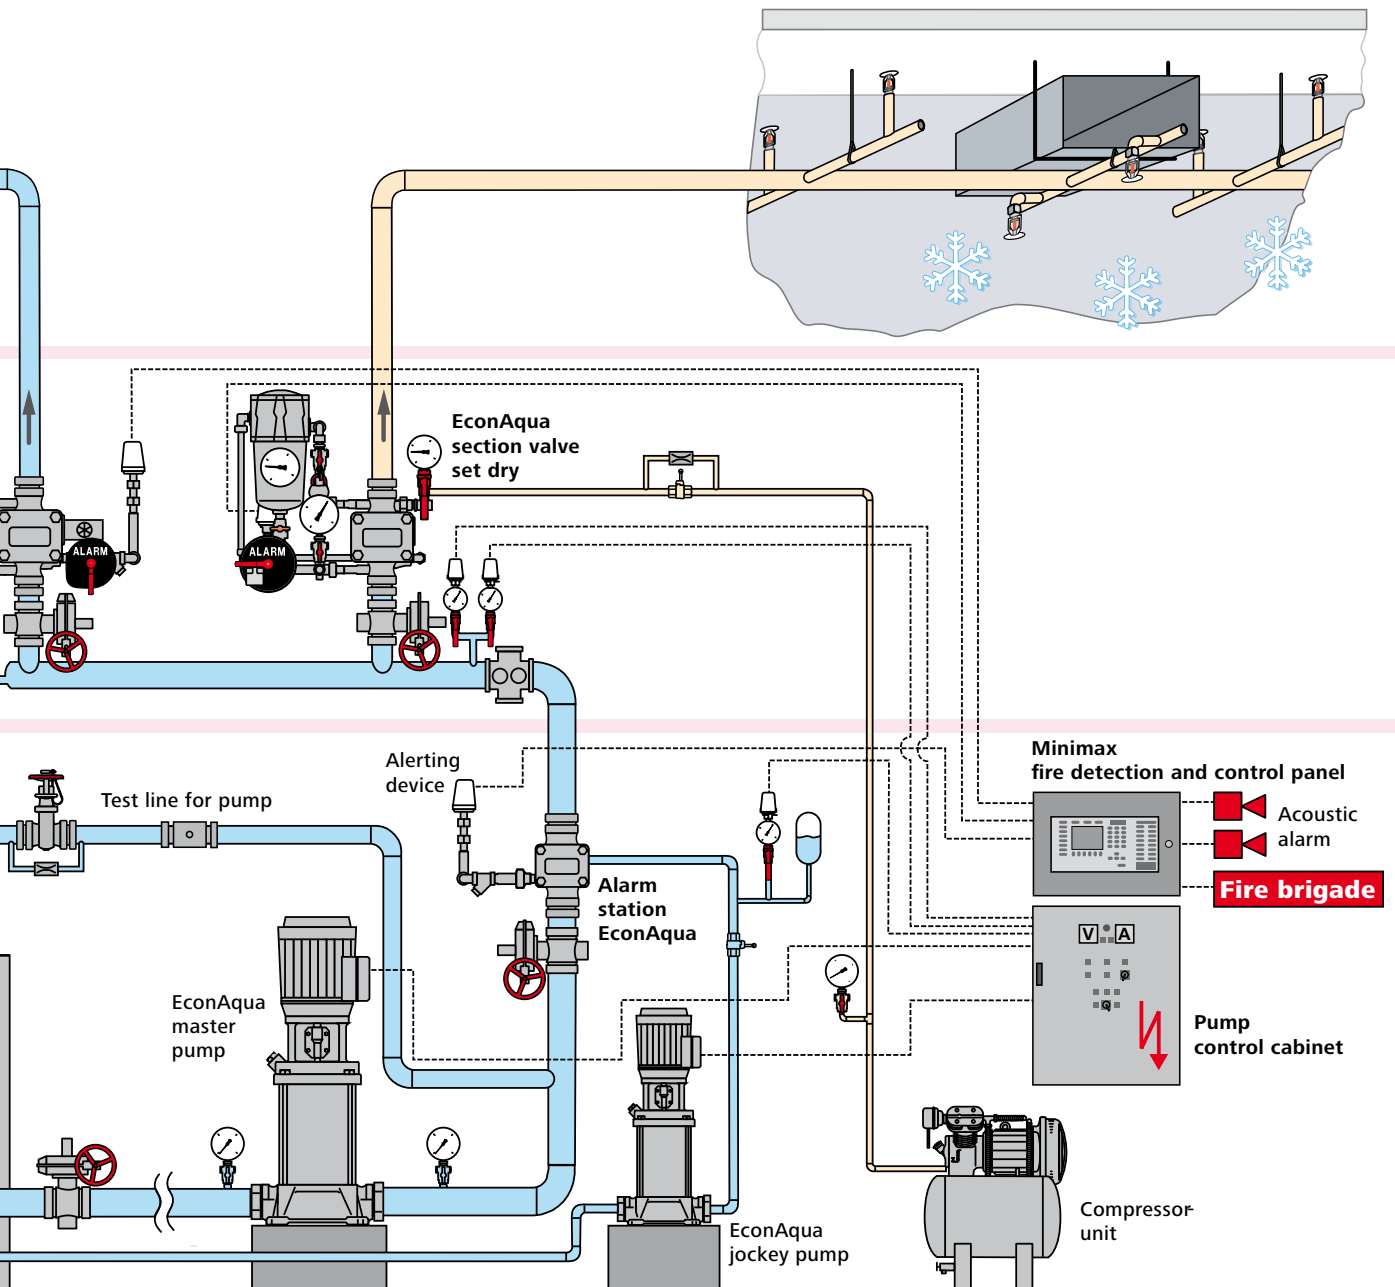 EconAqua
section valve
set dry
ALARM
ALARM
Minimax
fire detection and control panel
Alerting
device
Test line for pump
Acoustic
alarm
Alarm
station
EconAqua
Fire brigade
V A
EconAqua
master
pump
Pump
control cabinet
Compressor-
unit
EconAqua
jockey pump